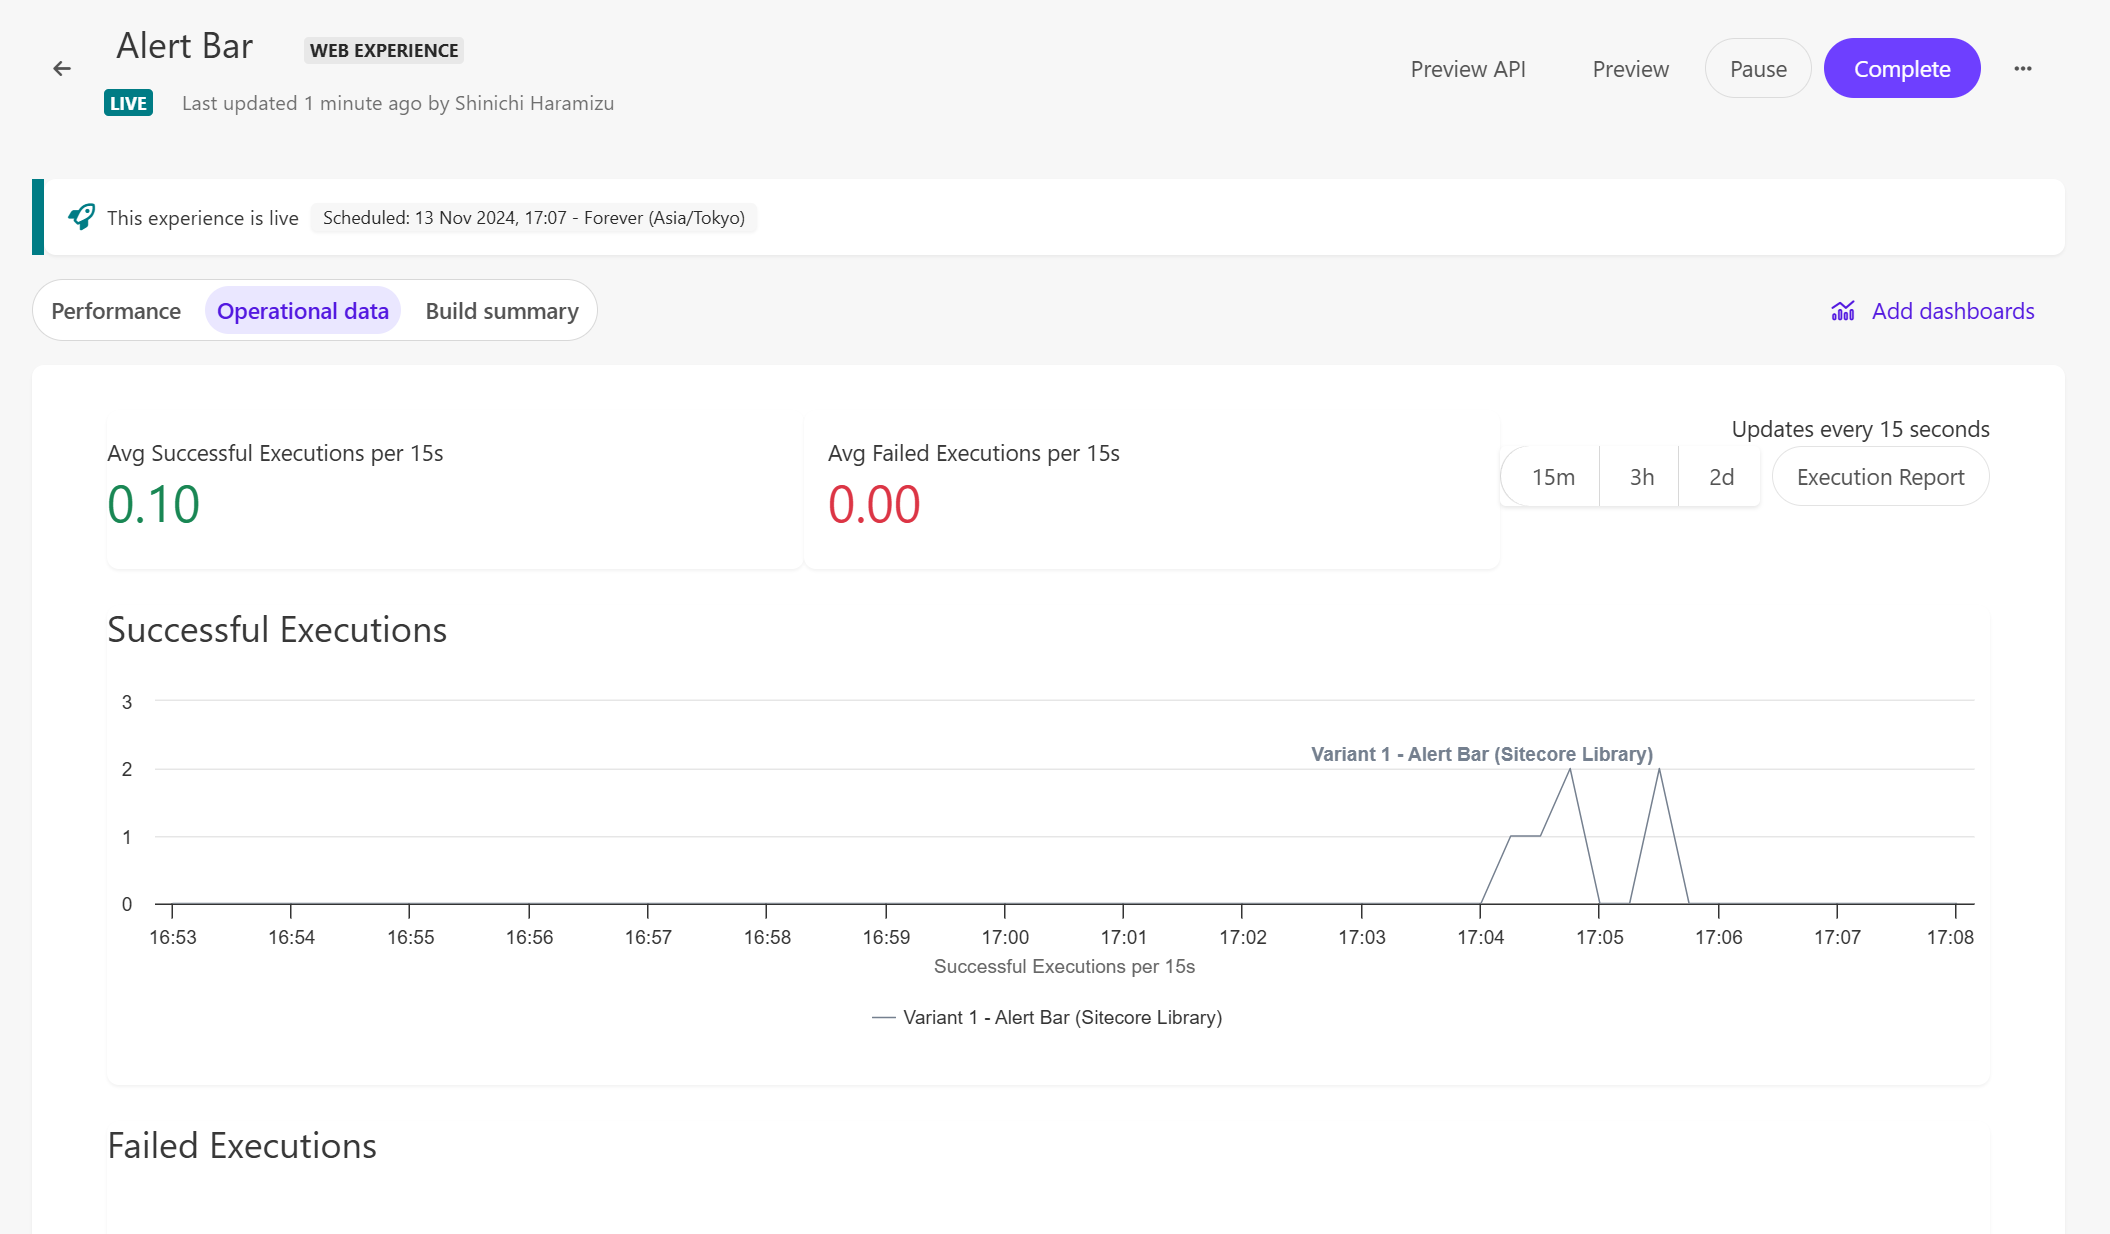 Alert Bar WEB EXPERIENCE
LIVE Last updated 1 minute ago by Shinichi Haramizu
Preview API Preview Pause Complete
This experience is live Scheduled: 13 Nov 2024, 17:07 - Forever (Asia/Tokyo)
Performance Operational data Build summary
Add dashboards
Avg Successful Executions per 15s
0.10
Avg Failed Executions per 15s
0.00
Updates every 15 seconds
15m 3h 2d Execution Report
Successful Executions
3
Variant 1 - Alert Bar (Sitecore Library)
2
1
0
16:53 16:54 16:55 16:56 16:57 16:58 16:59 17:00 17:01 17:02 17:03 17:04 17:05 17:06 17:07 17:08
Successful Executions per 15s
Variant 1 - Alert Bar (Sitecore Library)
Failed Executions